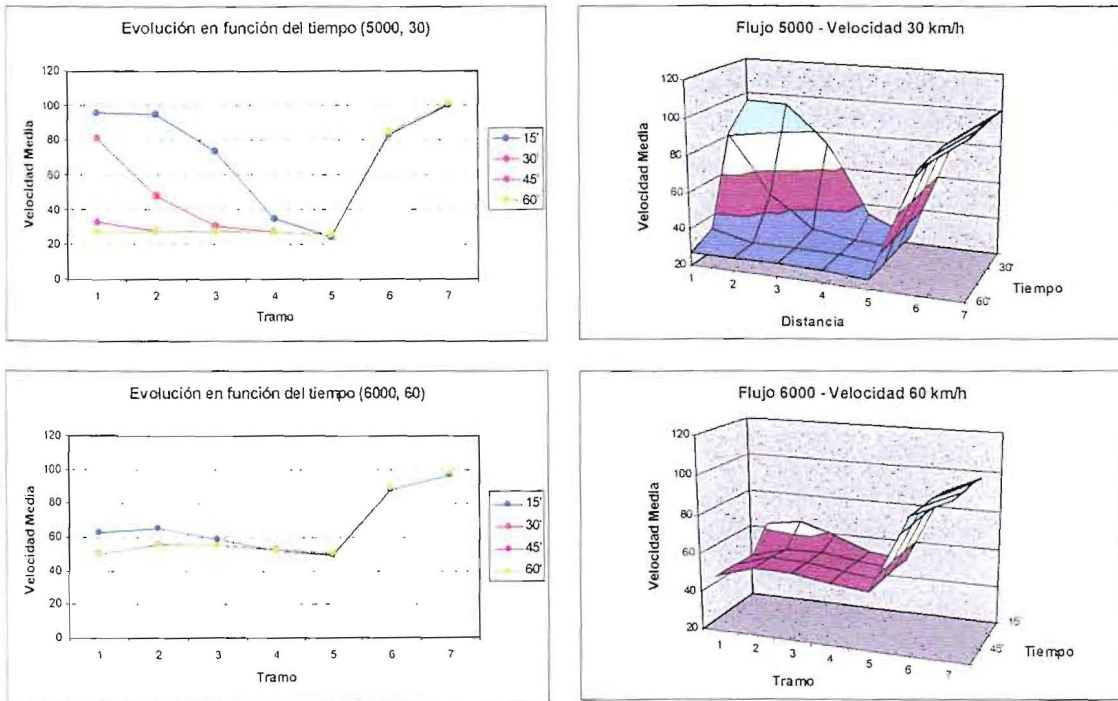 Evolución en función del tiempo (5000, 30)
120
100
80
60
40
20
0
Velocidad Media
1 2 3 4 5 6 7
Tramo
15'
30'
45'
60'
Flujo 5000 - Velocidad 30 km/h
120
100
80
60
40
20
Velocidad Media
1 2 3 4 5 6 7
Distancia
30'
60'
Tiempo
Evolución en función del tiempo (6000, 60)
120
100
80
60
40
20
0
Velocidad Media
1 2 3 4 5 6 7
Tramo
15'
30'
45'
60'
Flujo 6000 - Velocidad 60 km/h
120
100
80
60
40
20
Velocidad Media
1 2 3 4 5 6 7
Tramo
15'
45'
Tiempo